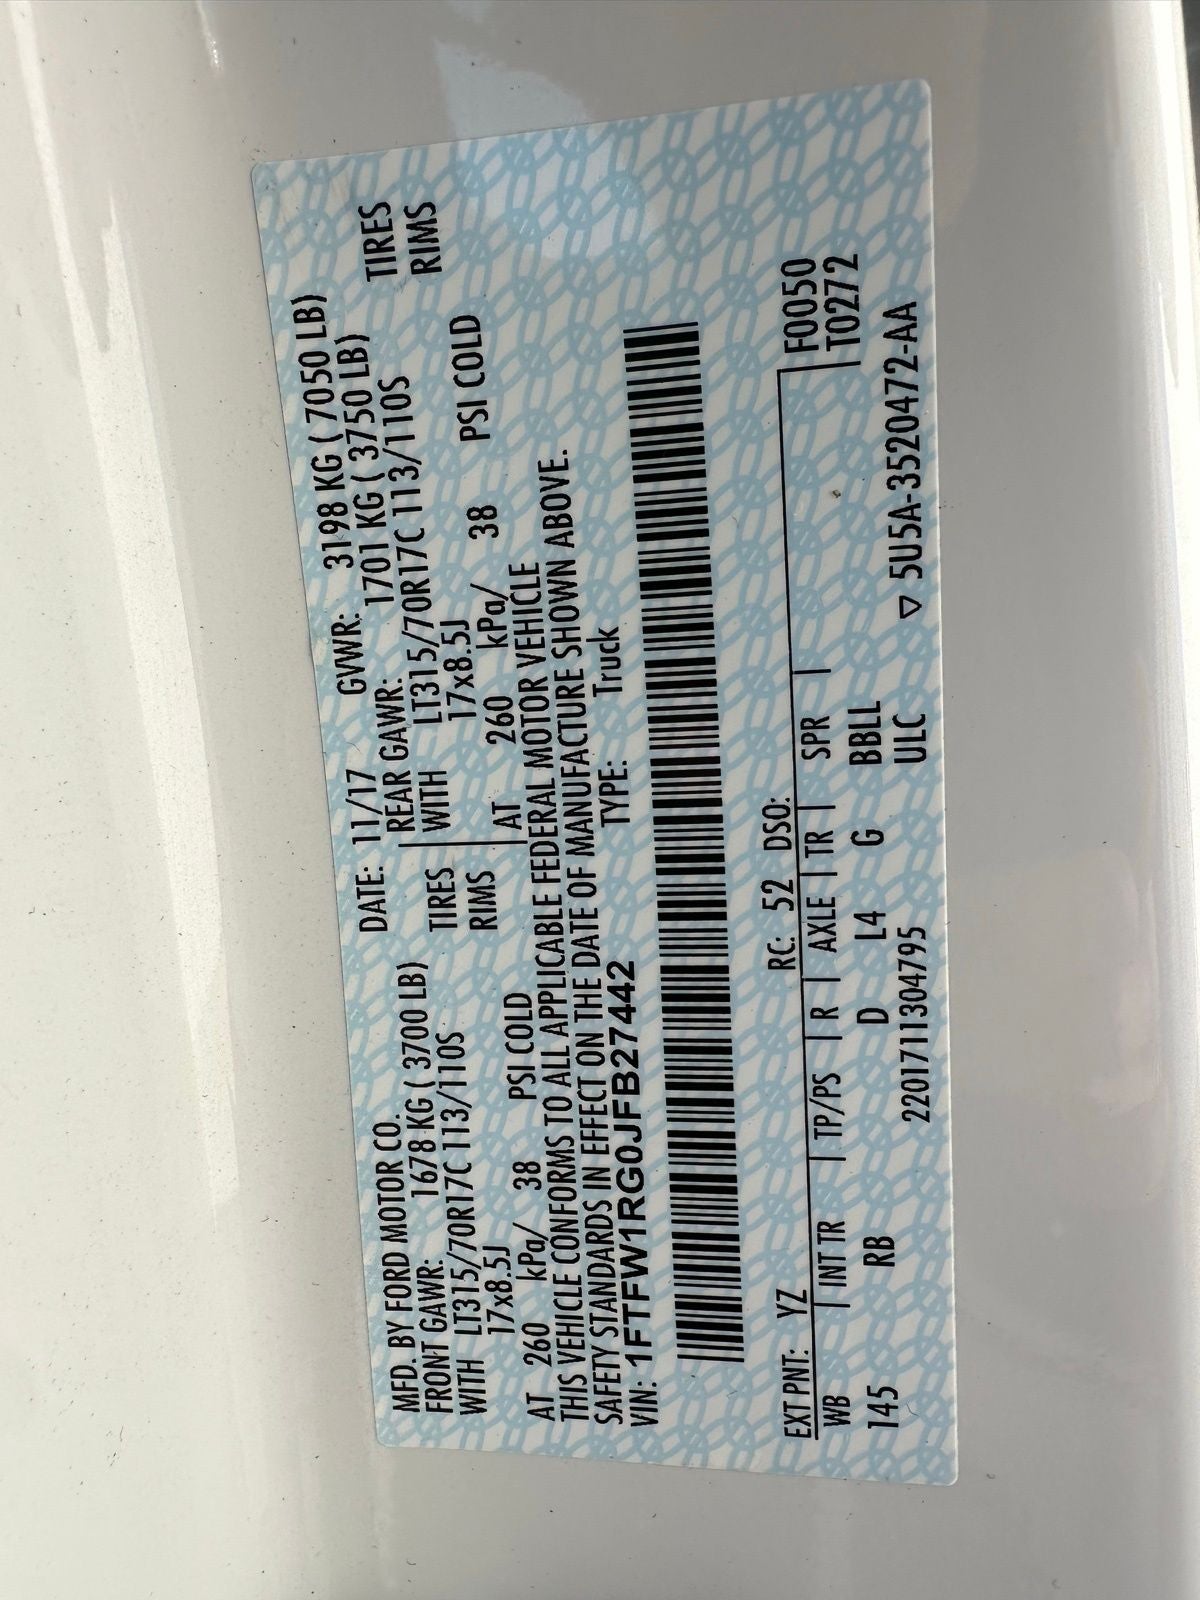 MFD. BY FORD MOTOR CO. DATE: 11/17 GVWR: 3198 KG ( 7050 LB)
FRONT GAWR: 1678 KG ( 3700 LB) REAR GAWR: 1701 KG ( 3750 LB)
WITH LT315/70R17C 113/110S TIRES WITH LT315/70R17C 113/110S TIRES
17x8.5J RIMS 17x8.5J RIMS
AT 260 kPa/ 38 PSI COLD AT 260 kPa/ 38 PSI COLD
THIS VEHICLE CONFORMS TO ALL APPLICABLE FEDERAL MOTOR VEHICLE
SAFETY STANDARDS IN EFFECT ON THE DATE OF MANUFACTURE SHOWN ABOVE.
VIN: 1FTFW1RG0JFB27442 TYPE: Truck
EXT PNT: YZ RC: 52 DSO: F0050
WB INT TR TP/PS R AXLE TR SPR T0272
145 RB D L4 G BBLL
2201711304795 ULC ▽ 5U5A-3520472-AA